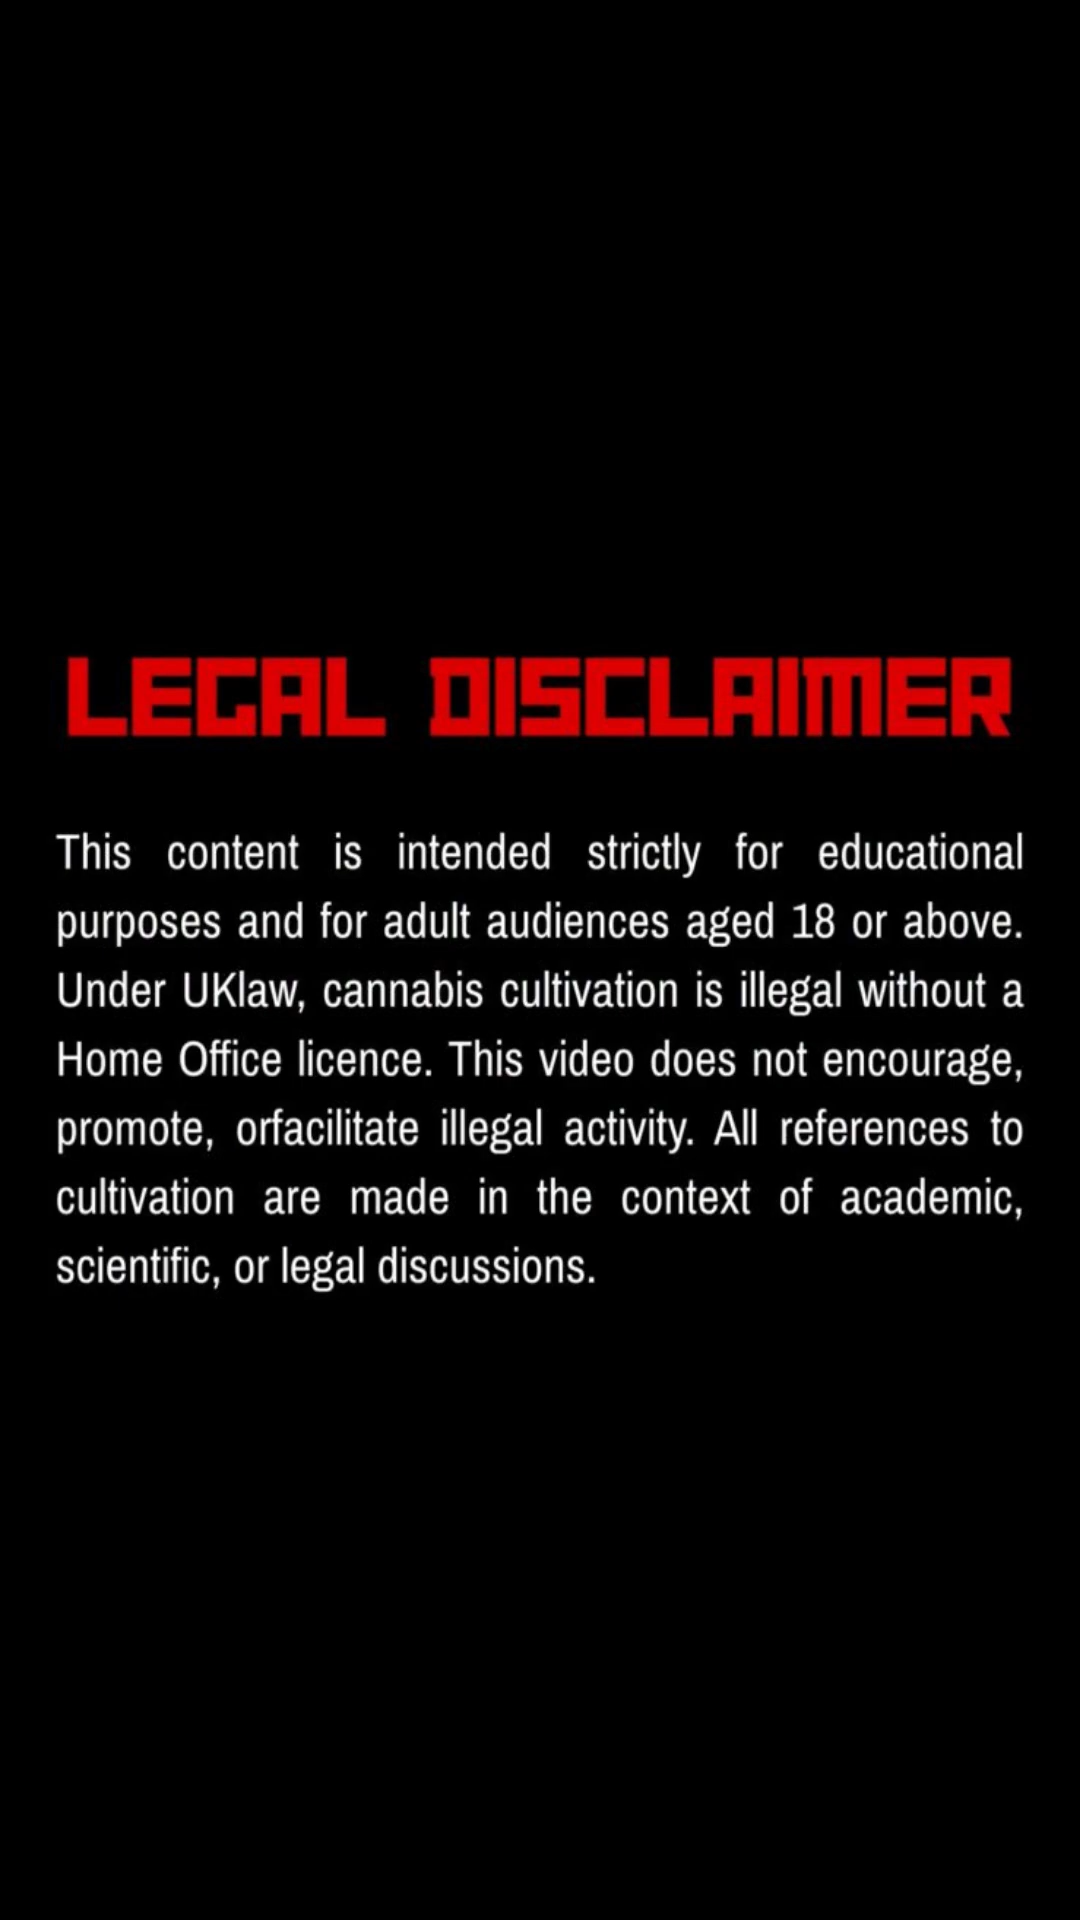 LEGAL DISCLAIMER
This content is intended strictly for educational
purposes and for adult audiences aged 18 or above.
Under UKlaw, cannabis cultivation is illegal without a
Home Office licence. This video does not encourage,
promote, orfacilitate illegal activity. All references to
cultivation are made in the context of academic,
scientific, or legal discussions.